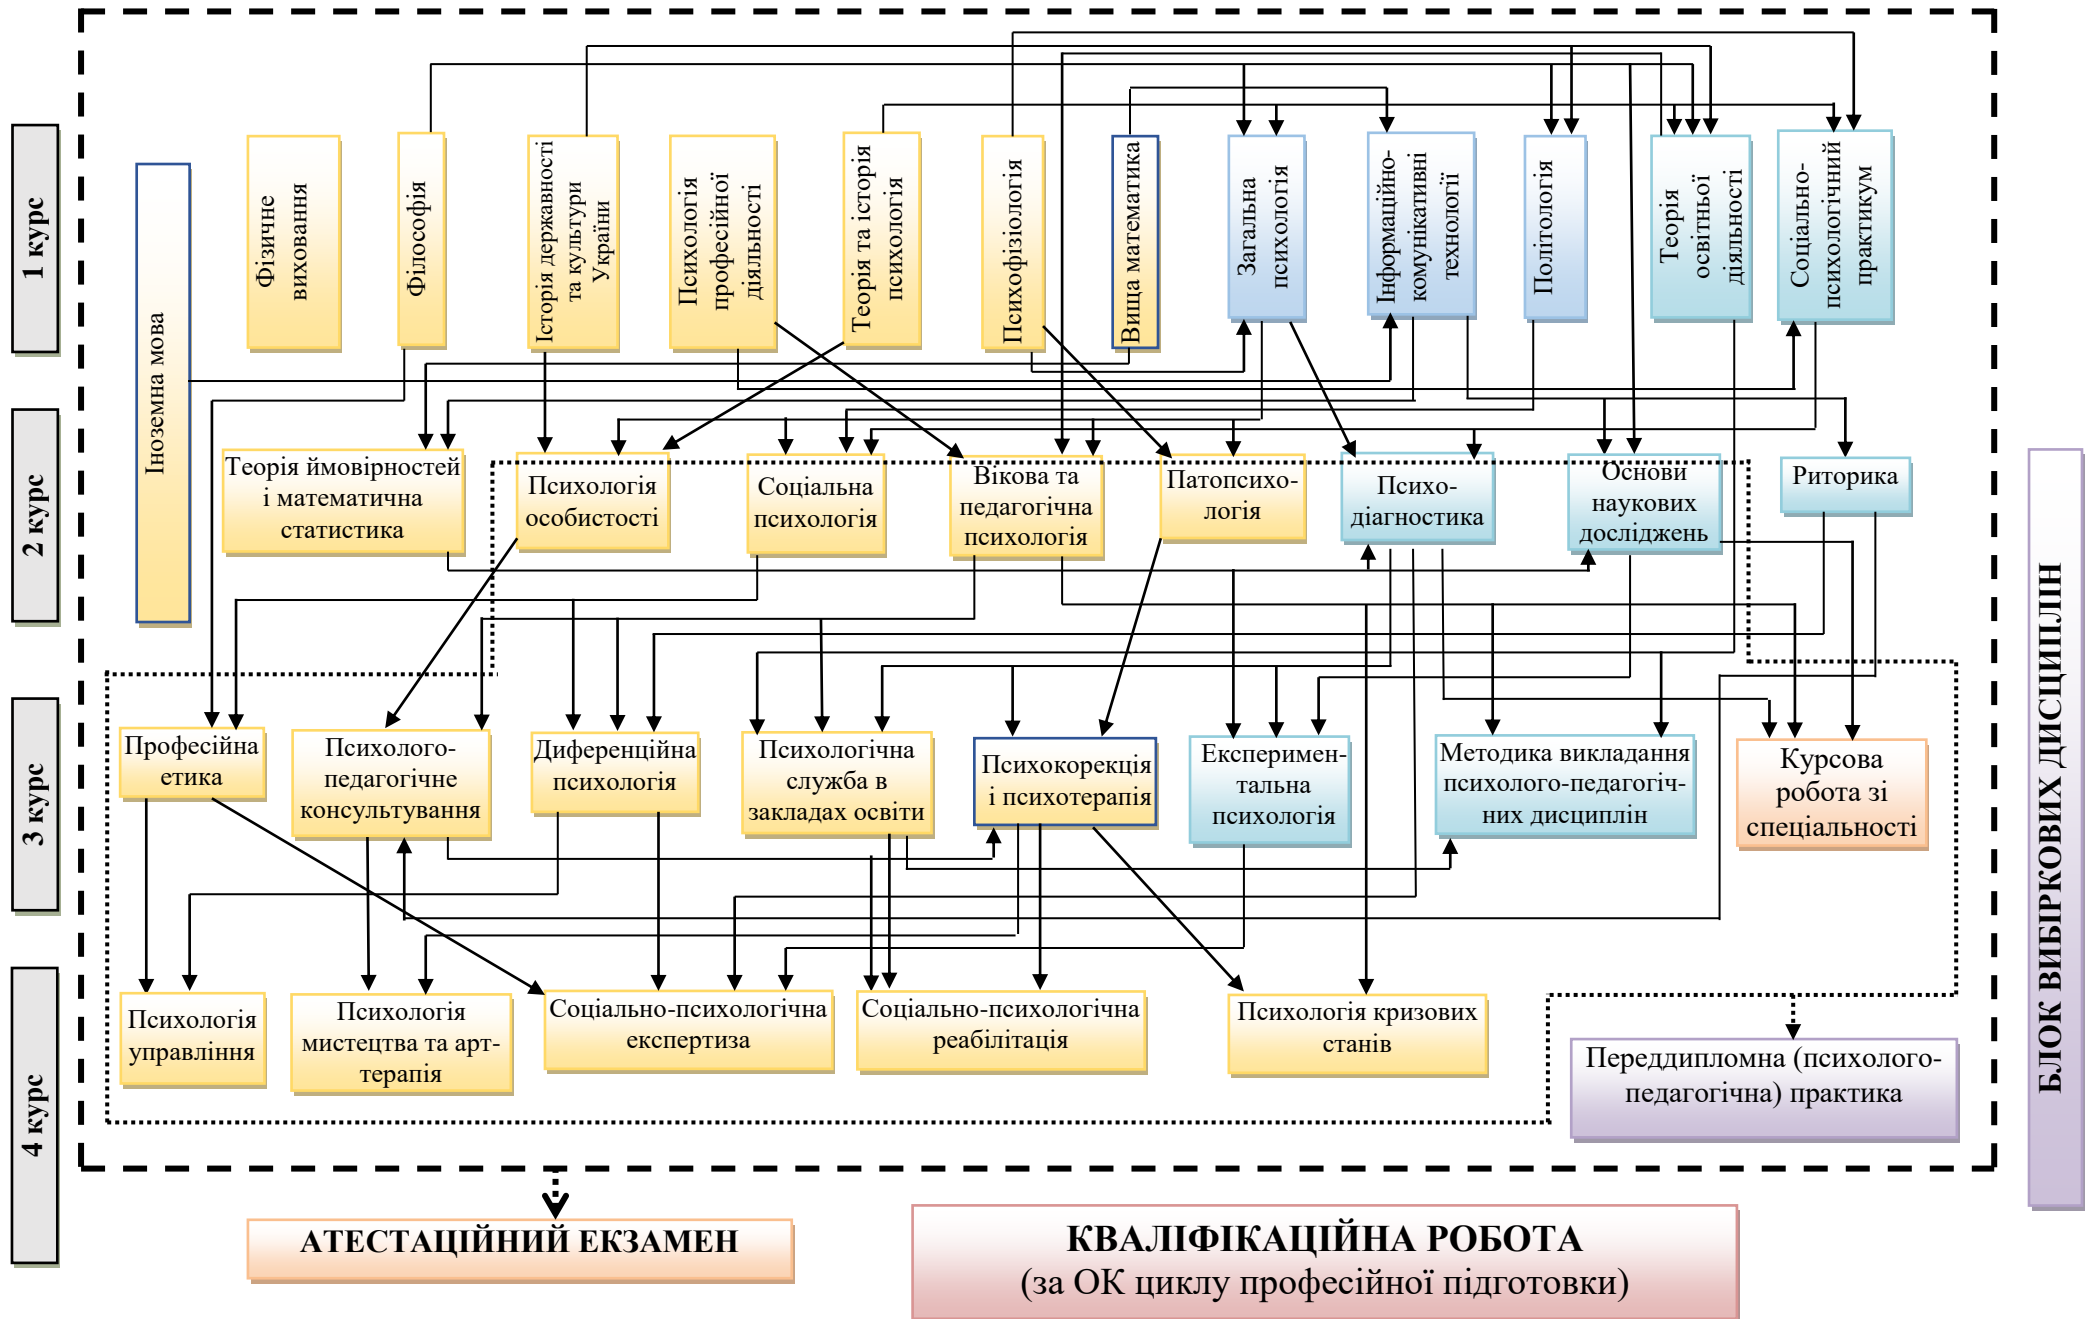 1 курс
2 курс
3 курс
4 курс
Іноземна мова
Фізичне
виховання
Філософія
Історія державності
та культури
України
Психологія
професійної
діяльності
Теорія та історія
психологія
Психофізіологія
Вища математика
Загальна
психологія
Інформаційно-
комунікативні
технології
Політологія
Теорія
освітньої
діяльності
Соціально-
психологічний
практикум
Теорія ймовірностей
і математична
статистика
Психологія
особистості
Соціальна
психологія
Вікова та
педагогічна
психологія
Патопсихо-
логія
Психо-
діагностика
Основи
наукових
досліджень
Риторика
Професійна
етика
Психолого-
педагогічне
консультування
Диференційна
психологія
Психологічна
служба в
закладах освіти
Психокорекція
і психотерапія
Експеримен-
тальна
психологія
Методика викладання
психолого-педагогіч-
них дисциплін
Курсова
робота зі
спеціальності
Психологія
управління
Психологія
мистецтва та арт-
терапія
Соціально-психологічна
експертиза
Соціально-психологічна
реабілітація
Психологія кризових
станів
Переддипломна (психолого-
педагогічна) практика
БЛОК ВИБІРКОВИХ ДИСЦИПЛІН
АТЕСТАЦІЙНИЙ ЕКЗАМЕН
КВАЛІФІКАЦІЙНА РОБОТА
(за ОК циклу професійної підготовки)